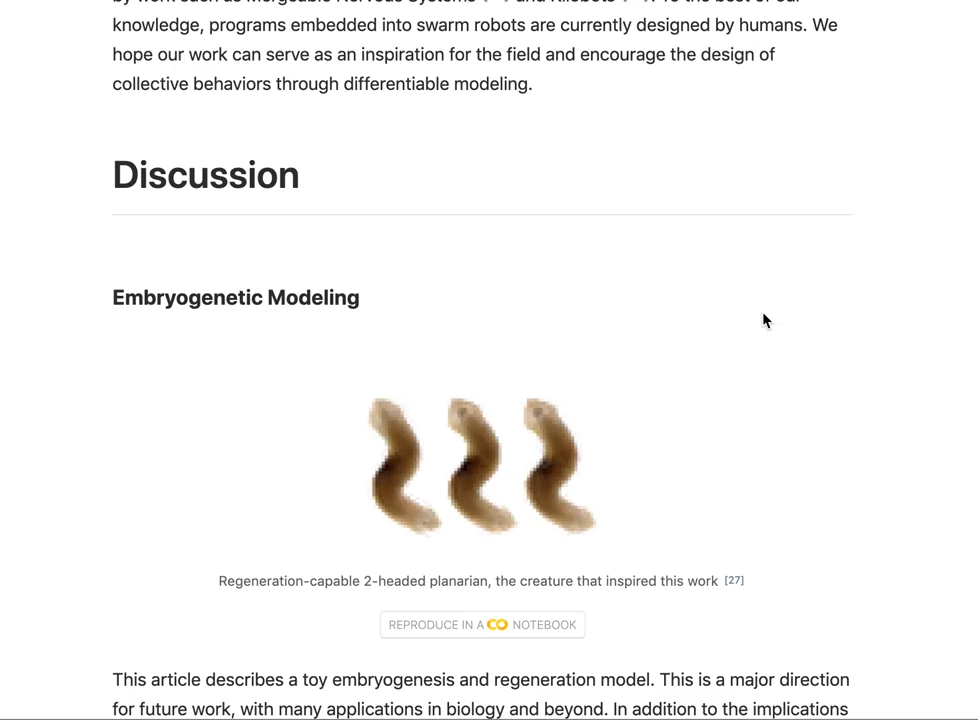 knowledge, programs embedded into swarm robots are currently designed by humans. We
hope our work can serve as an inspiration for the field and encourage the design of
collective behaviors through differentiable modeling.
Discussion
Embryogenetic Modeling
Regeneration-capable 2-headed planarian, the creature that inspired this work [27]
REPRODUCE IN A CO NOTEBOOK
This article describes a toy embryogenesis and regeneration model. This is a major direction
for future work, with many applications in biology and beyond. In addition to the implications